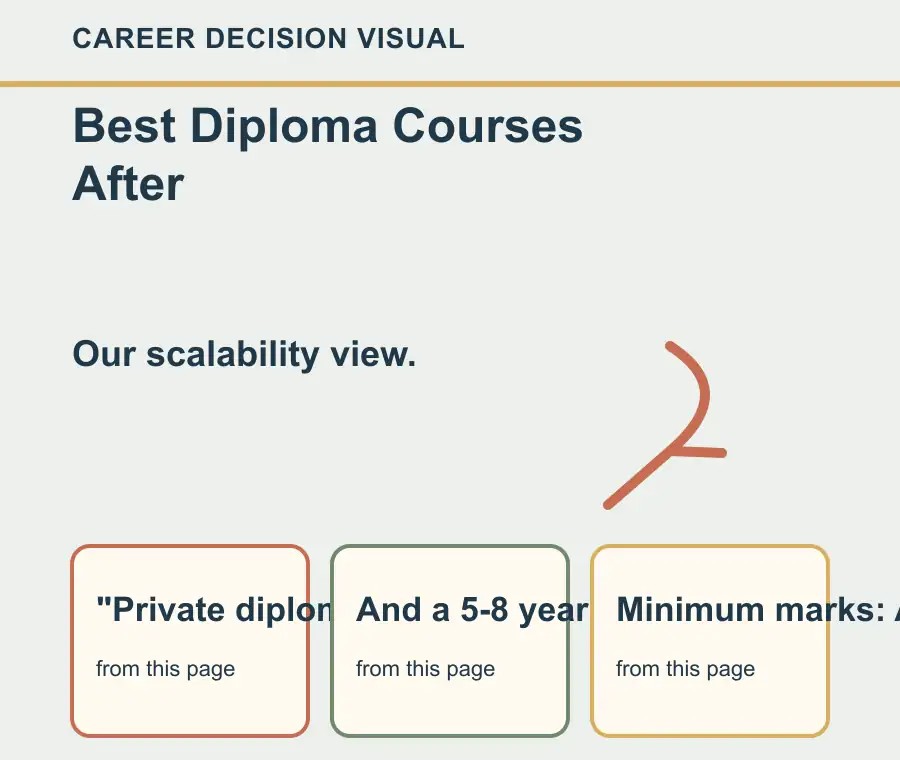 CAREER DECISION VISUAL
Best Diploma Courses
After
Our scalability view.
"Private diplom
And a 5-8 year
Minimum marks:
from this page
from this page
from this page